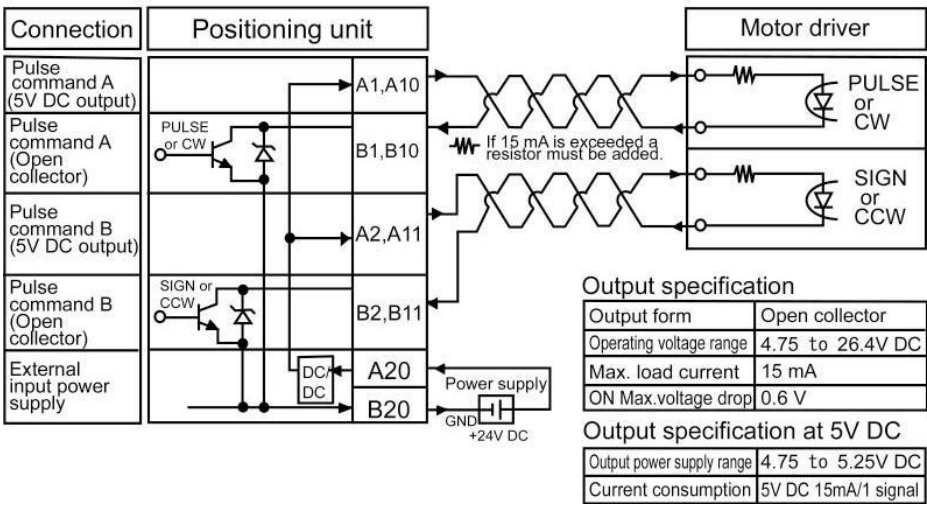 Connection
Positioning unit
Motor driver
Pulse
command A
(5V DC output)
A1,A10
PULSE
or
CW
Pulse
command A
(Open
collector)
PULSE
or CW
B1,B10
If 15 mA is exceeded a
resistor must be added.
Pulse
command B
(5V DC output)
A2,A11
SIGN
or
CCW
Pulse
command B
(Open
collector)
SIGN or
CCW
B2,B11
External
input power
supply
DC/
DC
A20
B20
Power supply
GND
+24V DC
Output specification
Output form Open collector
Operating voltage range 4.75 to 26.4V DC
Max. load current 15 mA
ON Max.voltage drop 0.6 V
Output specification at 5V DC
Output power supply range 4.75 to 5.25V DC
Current consumption 5V DC 15mA/1 signal